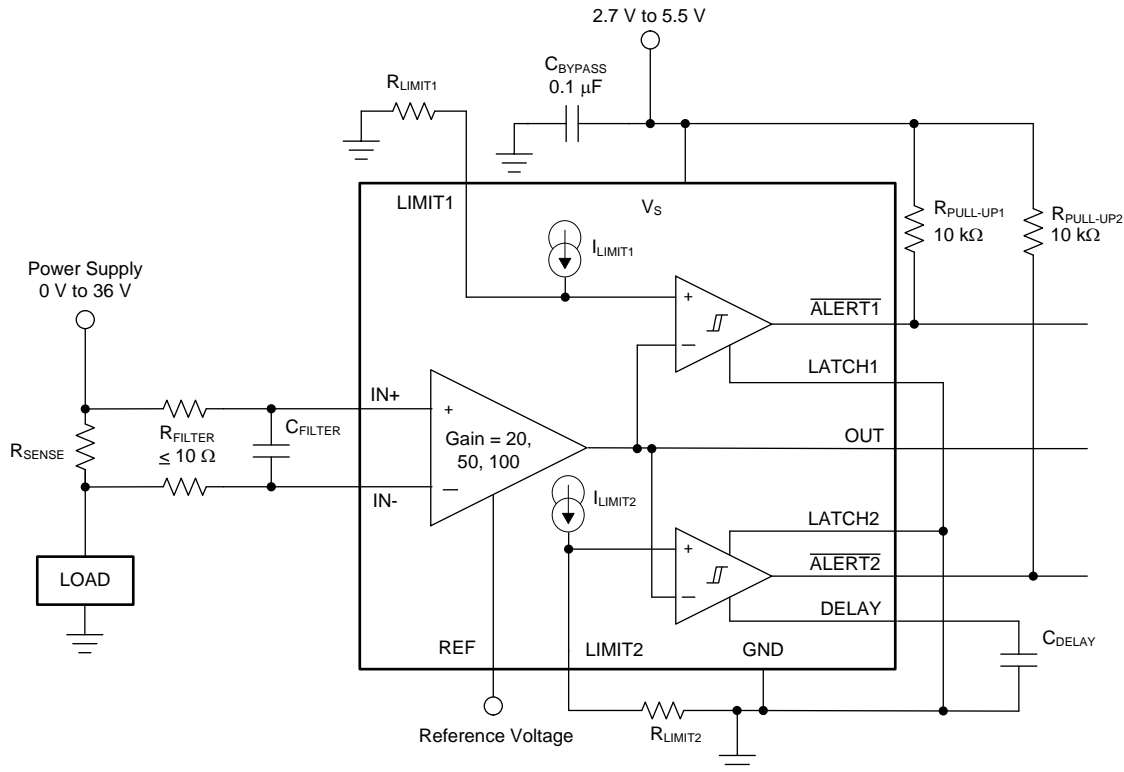 2.7 V to 5.5 V
CBYPASS
0.1 μF
RLIMIT1
LIMIT1
VS
RPULL-UP1
10 kΩ
RPULL-UP2
10 kΩ
ILIMIT1
Power Supply
0 V to 36 V
+
ALERT1
−
LATCH1
IN+
RSENSE
RFILTER
≤ 10 Ω
CFILTER
+
Gain = 20,
50, 100
−
OUT
IN-
ILIMIT2
LATCH2
+
ALERT2
−
LOAD
DELAY
REF
LIMIT2
GND
CDELAY
Reference Voltage
RLIMIT2